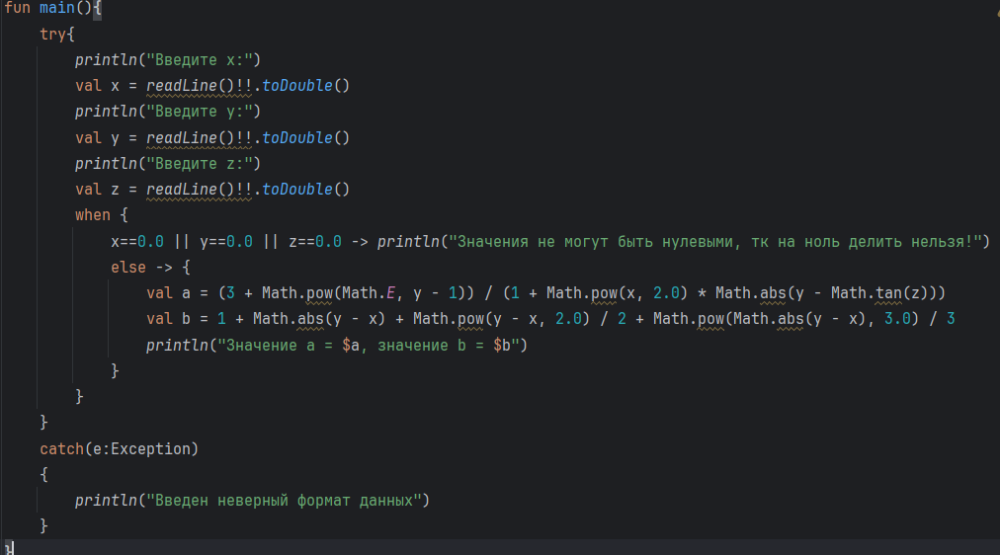 fun main(){
    try{
        println("Введите x:")
        val x = readLine()!!.toDouble()
        println("Введите y:")
        val y = readLine()!!.toDouble()
        println("Введите z:")
        val z = readLine()!!.toDouble()
        when {
            x==0.0 || y==0.0 || z==0.0 -> println("Значения не могут быть нулевыми, тк на ноль делить нельзя!")
            else -> {
                val a = (3 + Math.pow(Math.E, y - 1)) / (1 + Math.pow(x, 2.0) * Math.abs(y - Math.tan(z)))
                val b = 1 + Math.abs(y - x) + Math.pow(y - x, 2.0) / 2 + Math.pow(Math.abs(y - x), 3.0) / 3
                println("Значение a = $a, значение b = $b")
            }
        }
    }
    catch(e:Exception)
    {
        println("Введен неверный формат данных")
    }
}